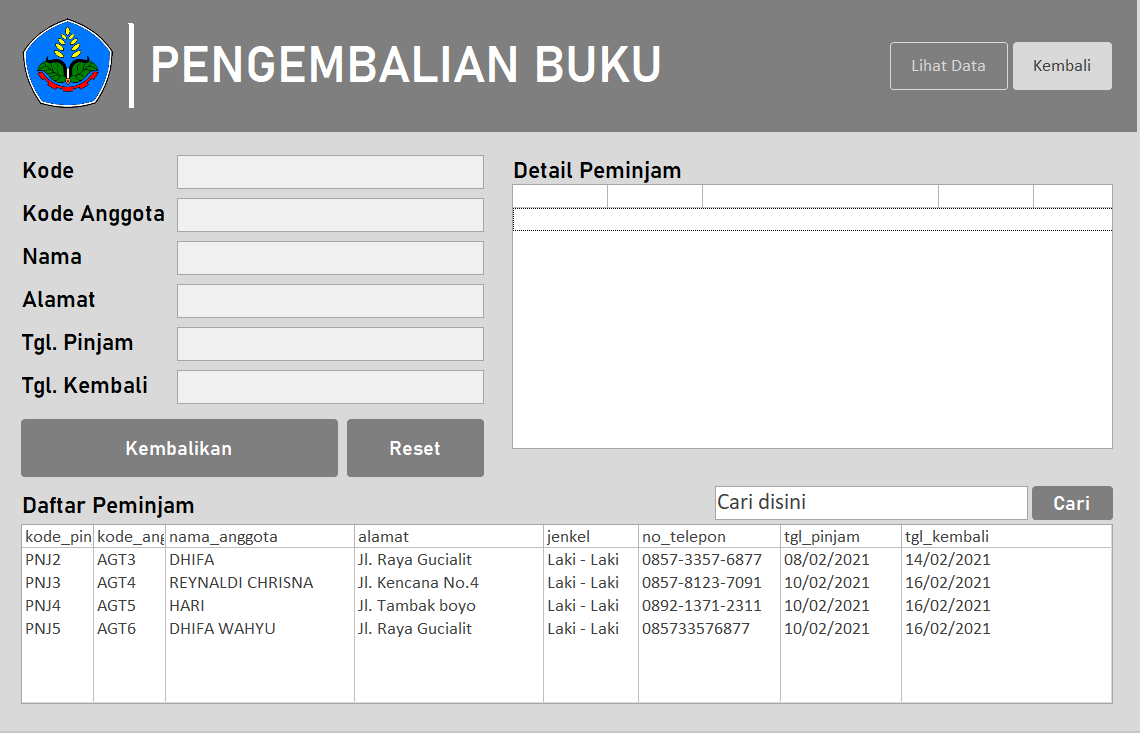 PENGEMBALIAN BUKU
Lihat Data
Kembali
Kode
Kode Anggota
Nama
Alamat
Tgl. Pinjam
Tgl. Kembali
Kembalikan
Reset
Detail Peminjam
Daftar Peminjam
Cari disini
Cari
kode_pin kode_ang nama_anggota alamat jenkel no_telepon tgl_pinjam tgl_kembali
PNJ2 AGT3 DHIFA Jl. Raya Gucialit Laki - Laki 0857-3357-6877 08/02/2021 14/02/2021
PNJ3 AGT4 REYNALDI CHRISNA Jl. Kencana No.4 Laki - Laki 0857-8123-7091 10/02/2021 16/02/2021
PNJ4 AGT5 HARI Jl. Tambak boyo Laki - Laki 0892-1371-2311 10/02/2021 16/02/2021
PNJ5 AGT6 DHIFA WAHYU Jl. Raya Gucialit Laki - Laki 085733576877 10/02/2021 16/02/2021